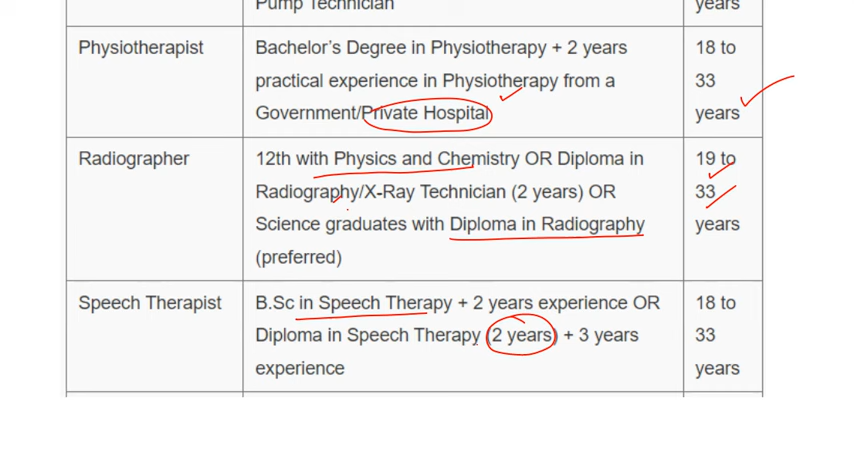 Pump Technician
years
Physiotherapist
Bachelor's Degree in Physiotherapy + 2 years
practical experience in Physiotherapy from a
Government/Private Hospital
18 to
33
years
Radiographer
12th with Physics and Chemistry OR Diploma in
Radiography/X-Ray Technician (2 years) OR
Science graduates with Diploma in Radiography
(preferred)
19 to
33
years
Speech Therapist
B.Sc in Speech Therapy + 2 years experience OR
Diploma in Speech Therapy (2 years) + 3 years
experience
18 to
33
years